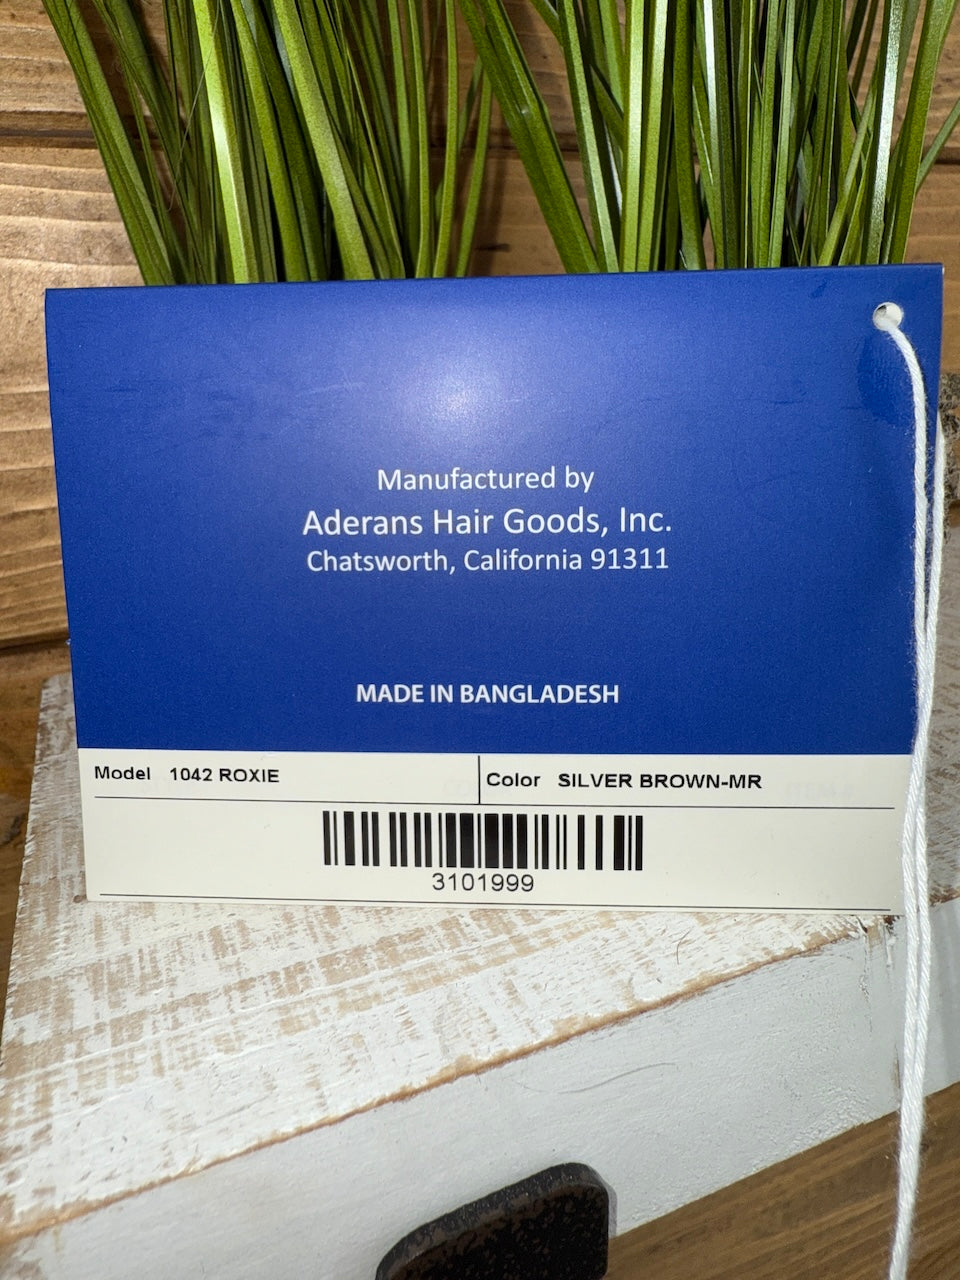 Manufactured by
Aderans Hair Goods, Inc.
Chatsworth, California 91311
MADE IN BANGLADESH
Model 1042 ROXIE
Color SILVER BROWN-MR
3101999